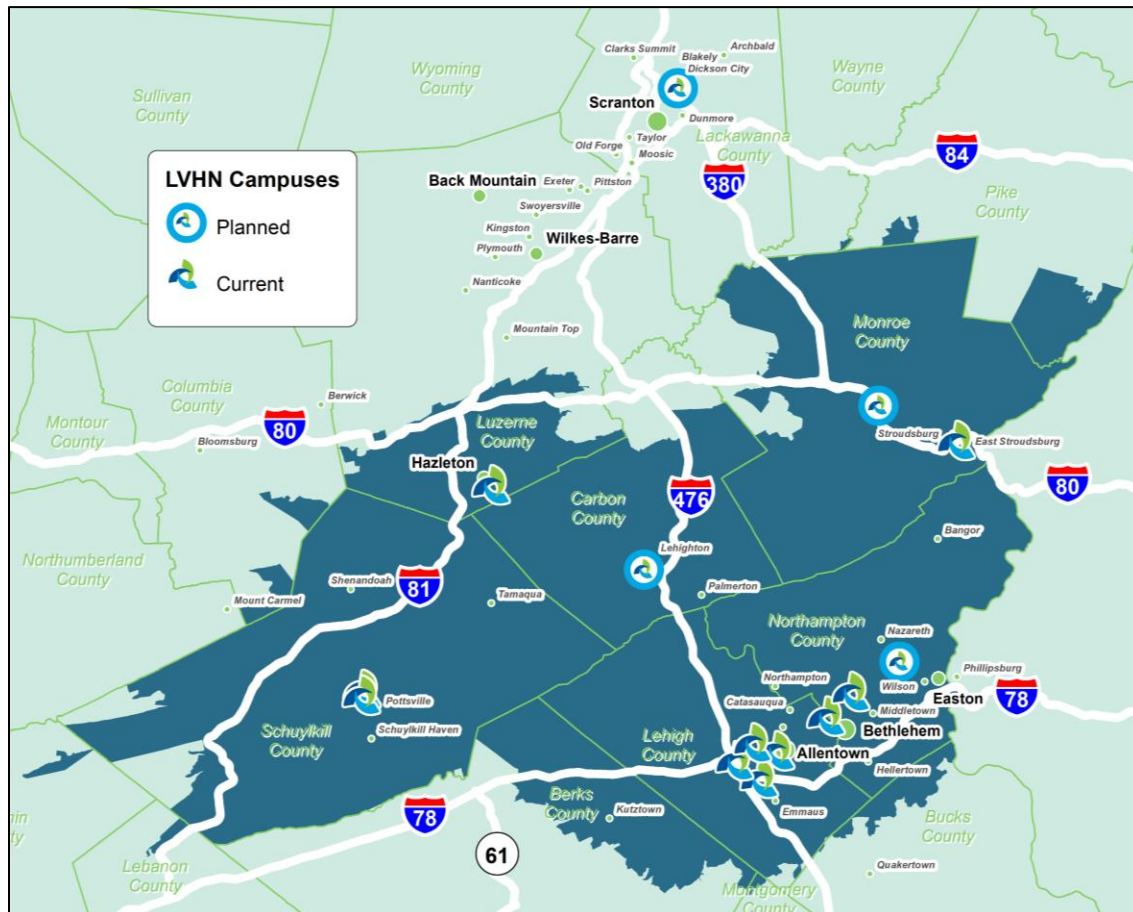 Clarks Summit
Archbald
Blakely
Dickson City
Wyoming
County
Wayne
County
Sullivan
County
Scranton
Dunmore
Taylor
Old Forge
Moosic
Lackawanna
County
84
LVHN Campuses
Planned
Current
Back Mountain
Exeter
Pittston
380
Pike
County
Swoyersville
Kingston
Wilkes-Barre
Plymouth
Nanticoke
Mountain Top
Monroe
County
Columbia
County
Berwick
Montour
County
80
Bloomsburg
Luzerne
County
Stroudsburg
East Stroudsburg
Hazleton
Carbon
County
476
80
Bangor
Northumberland
County
Lehighton
Shenandoah
81
Mount Carmel
Tamaqua
Palmerton
Northampton
County
Nazareth
Phillipsburg
Northampton
Wilson
Pottsville
Catasauqua
Middletown
Easton
78
Schuylkill
County
Schuylkill Haven
Lehigh
County
Bethlehem
Allentown
Hellertown
Berks
County
Emmaus
78
Kutztown
Bucks
County
61
Lebanon
County
Quakertown
Montgomery
County